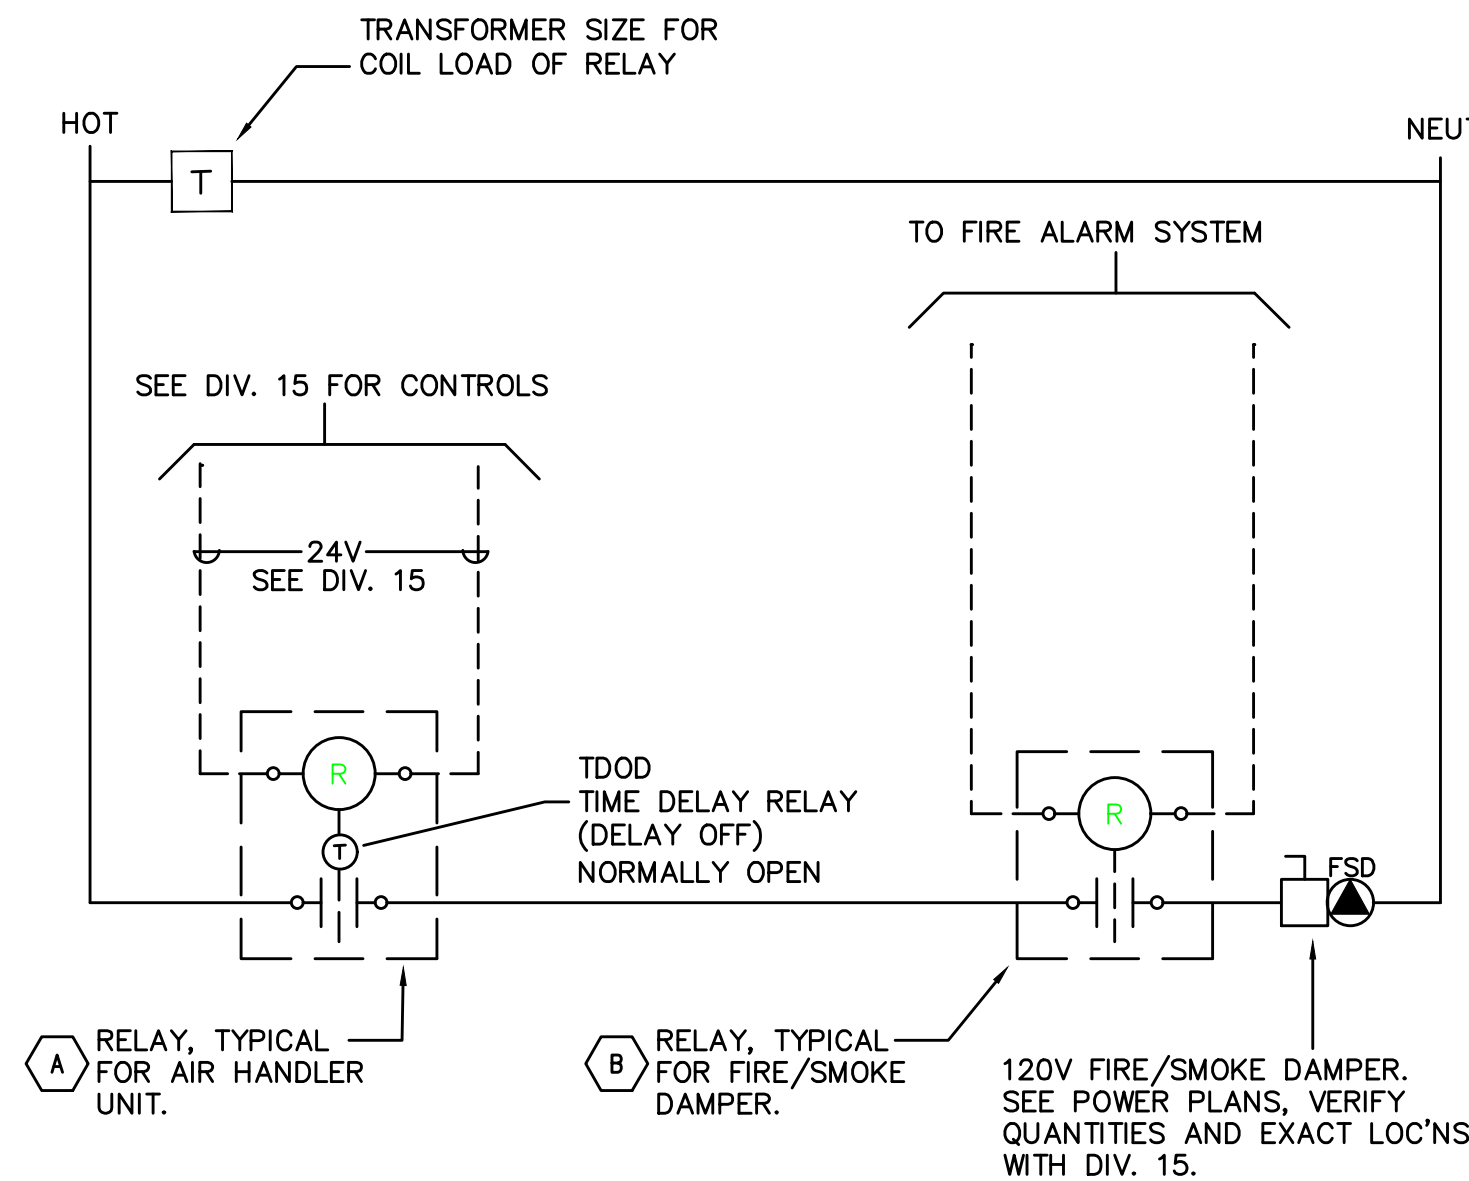 TRANSFORMER SIZE FOR
COIL LOAD OF RELAY
HOT
NEUT
T
TO FIRE ALARM SYSTEM
SEE DIV. 15 FOR CONTROLS
24V
SEE DIV. 15
R
TDOD
TIME DELAY RELAY
(DELAY OFF)
NORMALLY OPEN
T
R
FSD
A
RELAY, TYPICAL
FOR AIR HANDLER
UNIT.
B
RELAY, TYPICAL
FOR FIRE/SMOKE
DAMPER.
120V FIRE/SMOKE DAMPER.
SEE POWER PLANS, VERIFY
QUANTITIES AND EXACT LOC'NS
WITH DIV. 15.